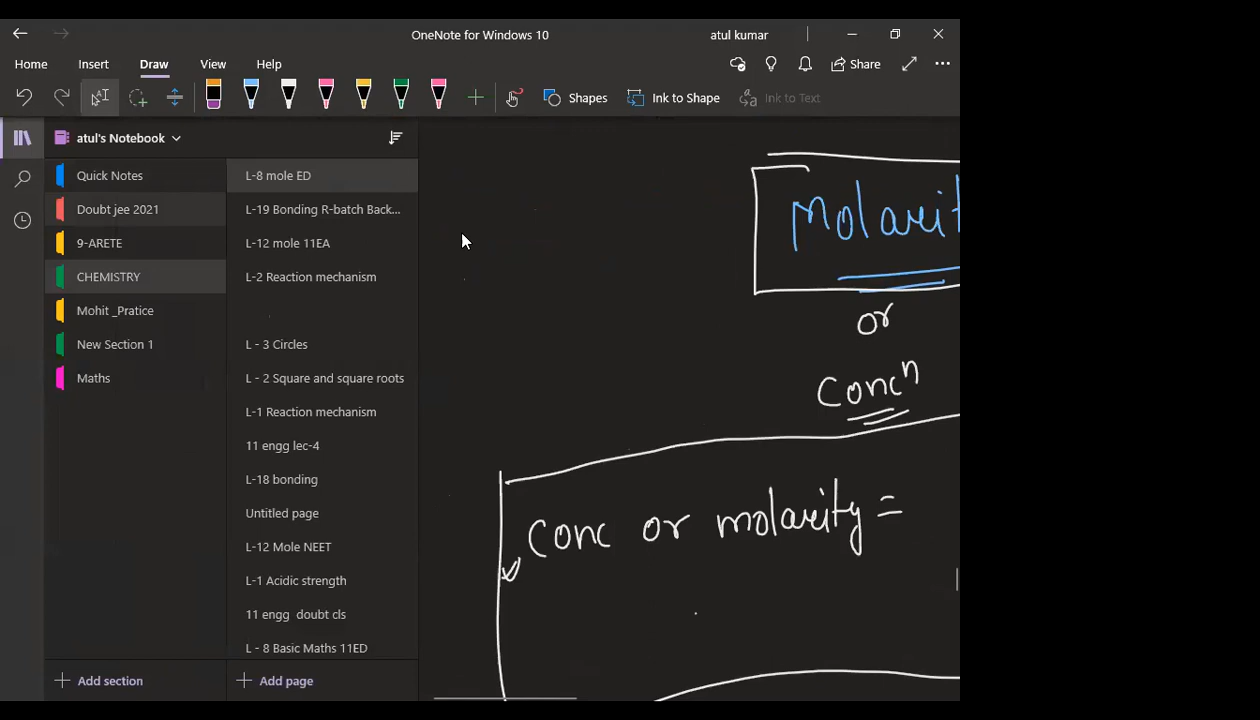 OneNote for Windows 10
atul kumar
Home Insert Draw View Help
Share
Shapes
Ink to Shape
Ink to Text
atul's Notebook
Quick Notes
Doubt jee 2021
9-ARETE
CHEMISTRY
Mohit _Pratice
New Section 1
Maths
Add section
L-8 mole ED
L-19 Bonding R-batch Back...
L-12 mole 11EA
L-2 Reaction mechanism
L - 3 Circles
L - 2 Square and square roots
L-1 Reaction mechanism
11 engg lec-4
L-18 bonding
Untitled page
L-12 Mole NEET
L-1 Acidic strength
11 engg doubt cls
L - 8 Basic Maths 11ED
Add page
Molarit
or
Concⁿ
Conc or molarity =